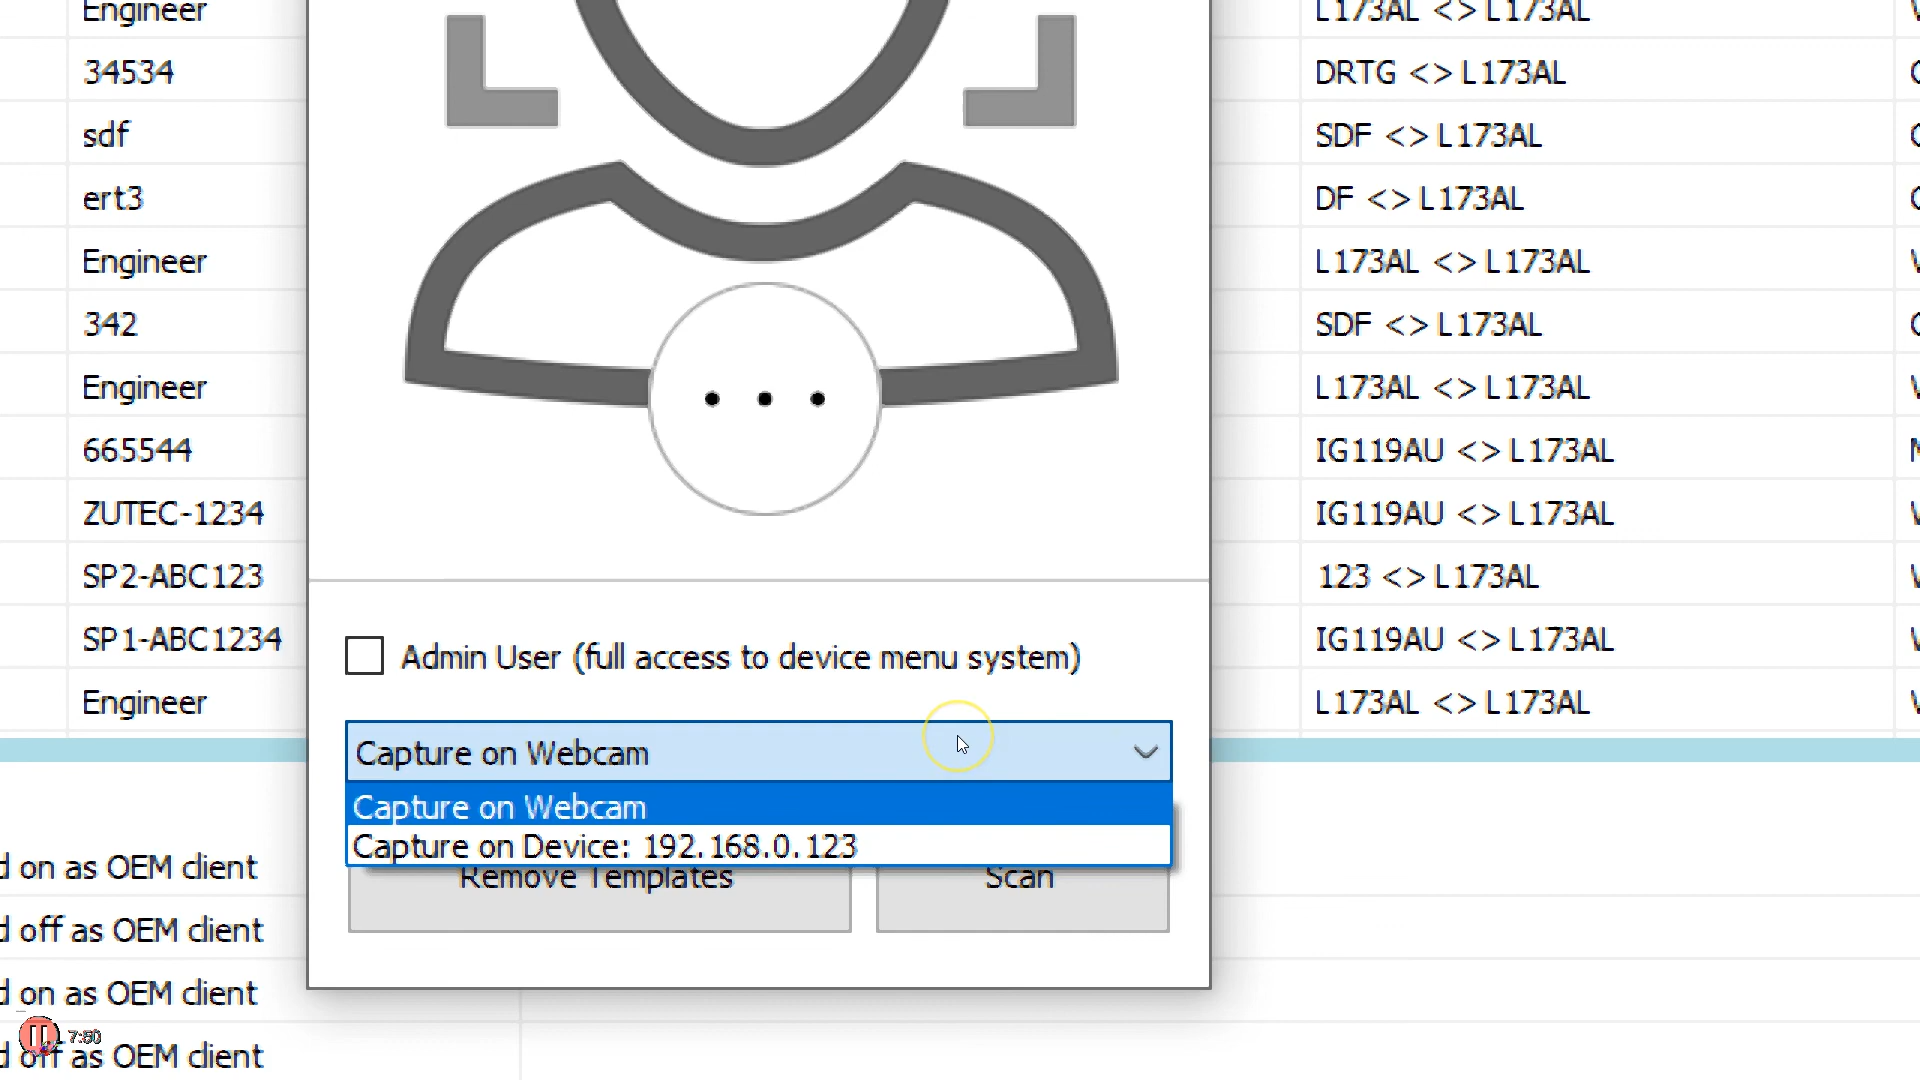 Engineer
34534
sdf
ert3
Engineer
342
Engineer
665544
ZUTEC-1234
SP2-ABC123
SP1-ABC1234
Engineer
L173AL <> L173AL
DRTG <> L173AL
SDF <> L173AL
DF <> L173AL
L173AL <> L173AL
SDF <> L173AL
L173AL <> L173AL
IG119AU <> L173AL
IG119AU <> L173AL
123 <> L173AL
IG119AU <> L173AL
L173AL <> L173AL
Admin User (full access to device menu system)
Capture on Webcam
Capture on Webcam
Capture on Device: 192.168.0.123
Remove Templates
Scan
d on as OEM client
d off as OEM client
d on as OEM client
d off as OEM client